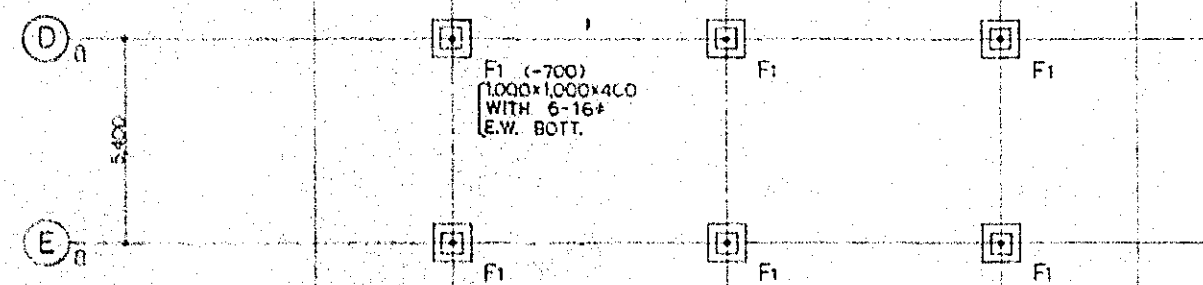 D a
F1 (-700)
1,000×1,000×400
WITH 6-16φ
E.W. BOTT.
F1
F1
5,400
E a
F1
F1
F1